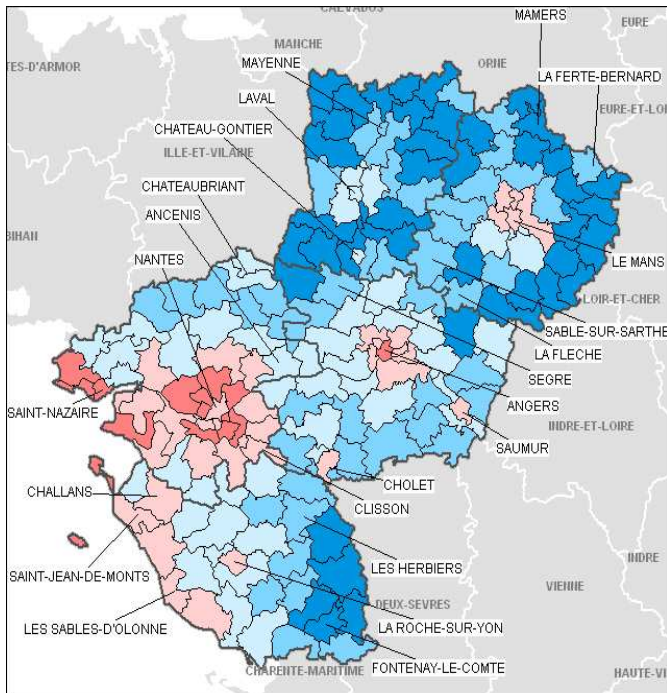 CALVADOS
MAMERS
EURE
MANCHE
ORNE
MAYENNE
TES-D'ARMOR
LA FERTE-BERNARD
LAVAL
EURE-ET-LOI
CHATEAU-GONTIER
ILLE-ET-VILAINE
CHATEAUBRIANT
ANCENIS
BIHAN
NANTES
LE MANS
LOIR-ET-CHER
SABLE-SUR-SARTHE
LA FLECHE
SEGRE
ANGERS
SAINT-NAZAIRE
INDRE-ET-LOIRE
SAUMUR
CHOLET
CHALLANS
CLISSON
INDRE
LES HERBIERS
SAINT-JEAN-DE-MONTS
VIENNE
DEUX-SEVRES
LES SABLES-D'OLONNE
LA ROCHE-SUR-YON
FONTENAY-LE-COMTE
CHARENTE-MARITIME
HAUTE-VI